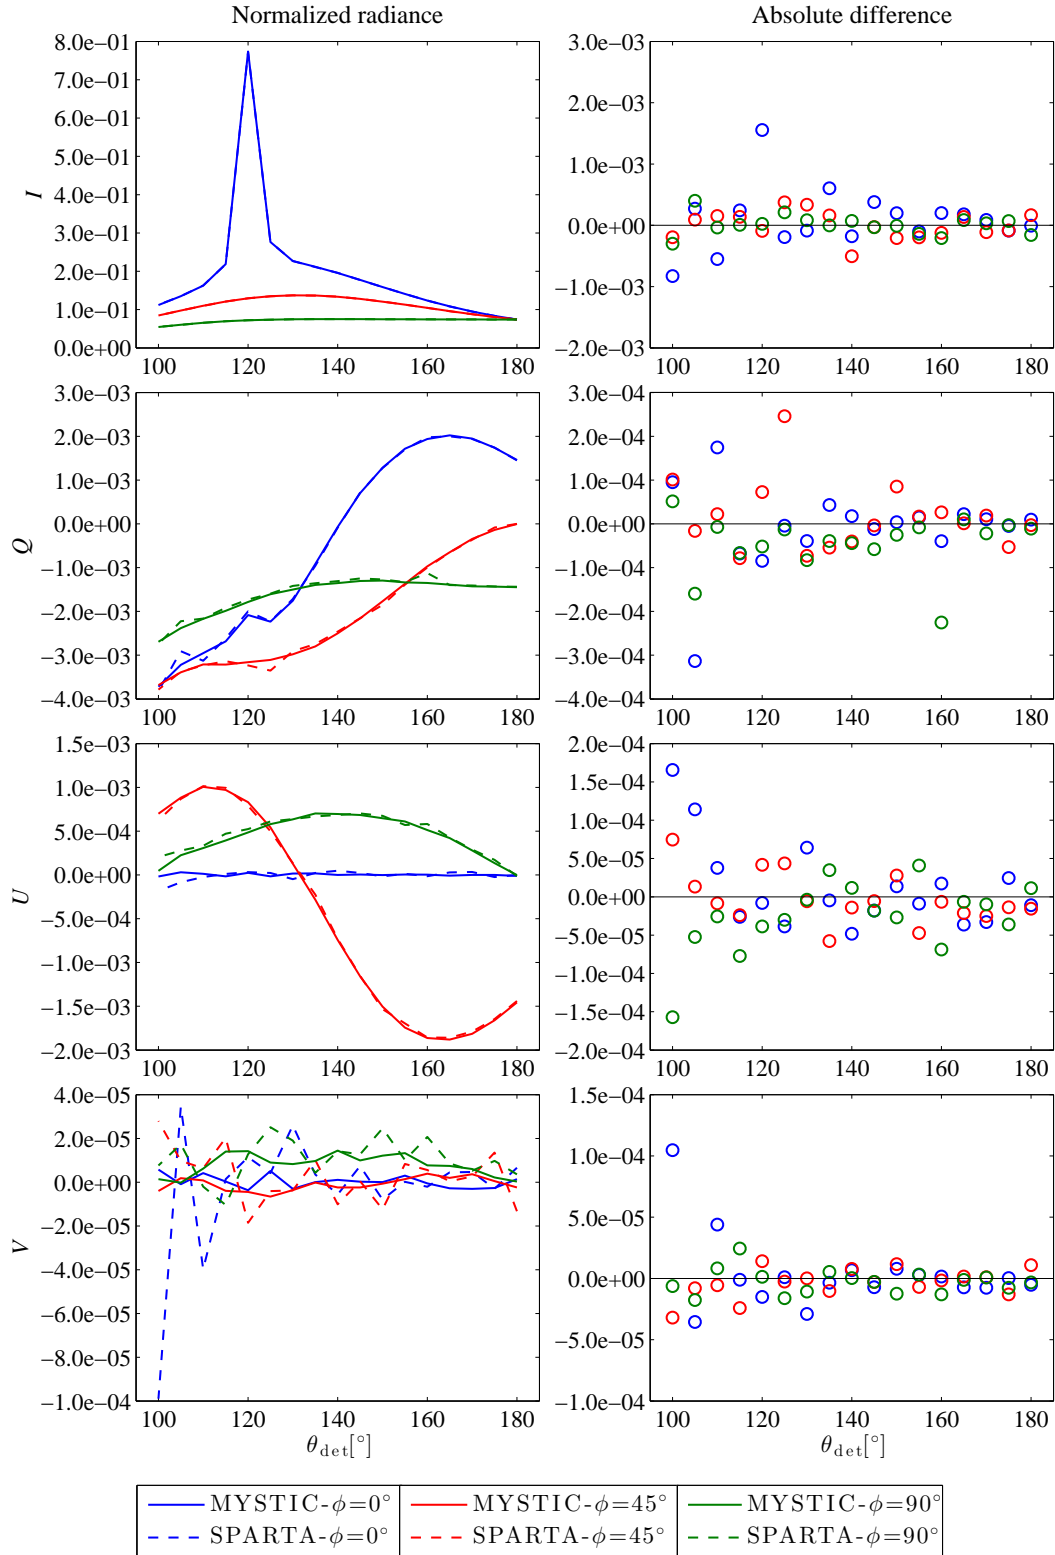 Normalized radiance
Absolute difference
8.0e−01
7.0e−01
6.0e−01
5.0e−01
4.0e−01
3.0e−01
2.0e−01
1.0e−01
0.0e+00
I
100 120 140 160 180
3.0e−03
2.0e−03
1.0e−03
0.0e+00
−1.0e−03
−2.0e−03
100 120 140 160 180
3.0e−03
2.0e−03
1.0e−03
0.0e+00
−1.0e−03
−2.0e−03
−3.0e−03
−4.0e−03
Q
100 120 140 160 180
3.0e−04
2.0e−04
1.0e−04
0.0e+00
−1.0e−04
−2.0e−04
−3.0e−04
−4.0e−04
100 120 140 160 180
1.5e−03
1.0e−03
5.0e−04
0.0e+00
−5.0e−04
−1.0e−03
−1.5e−03
−2.0e−03
U
100 120 140 160 180
2.0e−04
1.5e−04
1.0e−04
5.0e−05
0.0e+00
−5.0e−05
−1.0e−04
−1.5e−04
−2.0e−04
100 120 140 160 180
4.0e−05
2.0e−05
0.0e+00
−2.0e−05
−4.0e−05
−6.0e−05
−8.0e−05
−1.0e−04
V
100 120 140 160 180
θdet[°]
1.5e−04
1.0e−04
5.0e−05
0.0e+00
−5.0e−05
−1.0e−04
100 120 140 160 180
θdet[°]
MYSTIC-ϕ=0°
SPARTA-ϕ=0°
MYSTIC-ϕ=45°
SPARTA-ϕ=45°
MYSTIC-ϕ=90°
SPARTA-ϕ=90°